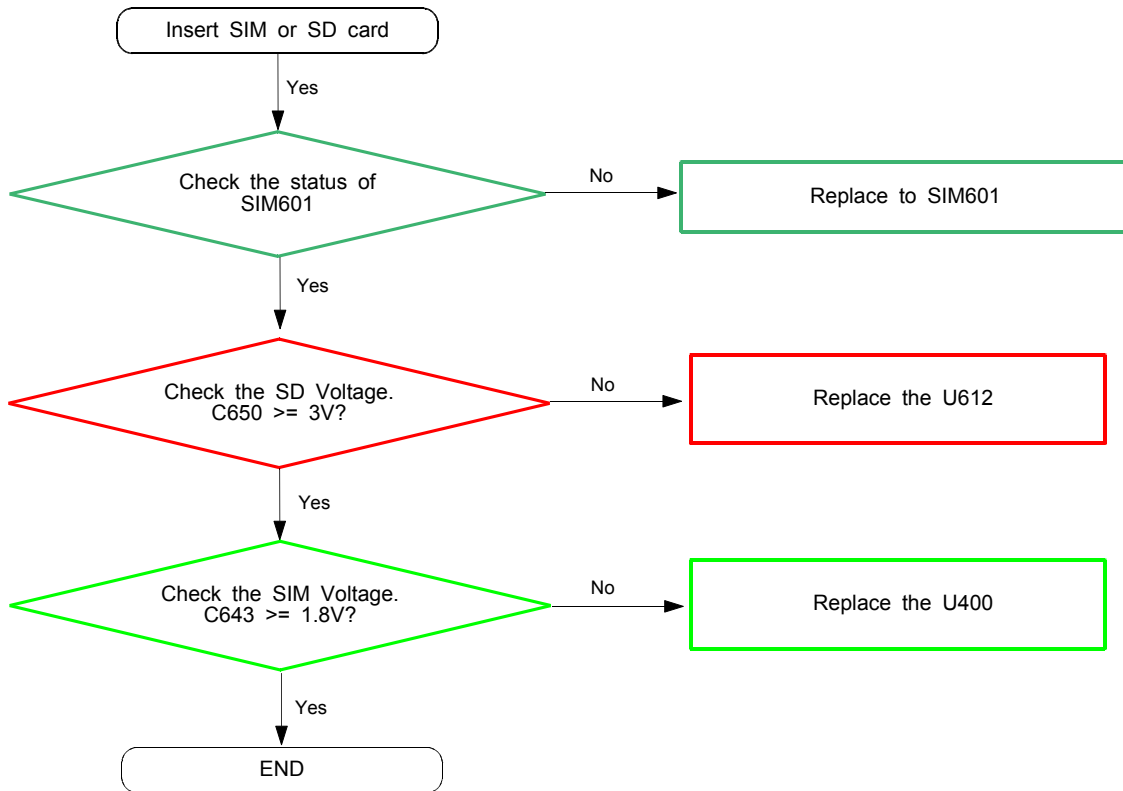 Insert SIM or SD card
Yes
Check the status of
SIM601
No
Replace to SIM601
Yes
Check the SD Voltage.
C650 >= 3V?
No
Replace the U612
Yes
Check the SIM Voltage.
C643 >= 1.8V?
No
Replace the U400
Yes
END